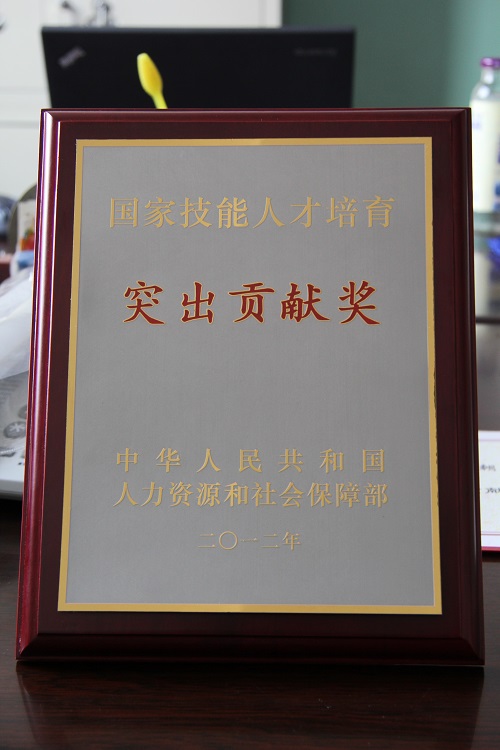 国家技能人才培育
突出贡献奖
中华人民共和国
人力资源和社会保障部
二〇一二年